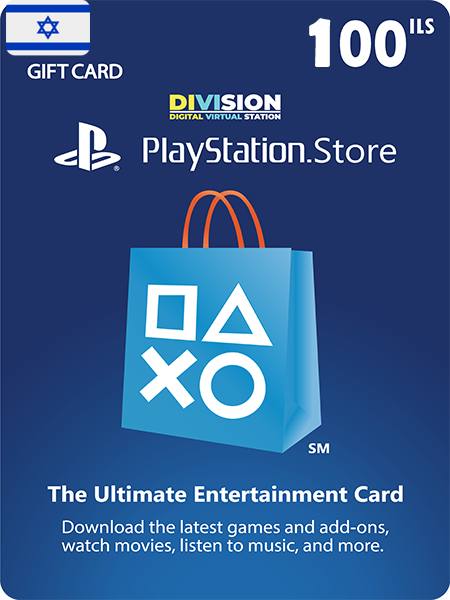 100 ILS
GIFT CARD
DIVISION
DIGITAL VIRTUAL STATION
PlayStation.Store
®
SM
The Ultimate Entertainment Card
Download the latest games and add-ons,
watch movies, listen to music, and more.